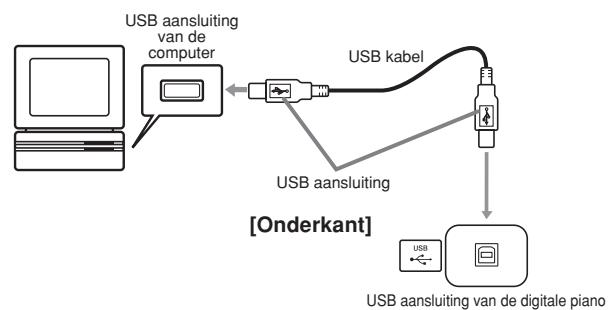 USB aansluiting
van de
computer
USB kabel
USB aansluiting
[Onderkant]
USB
USB aansluiting van de digitale piano